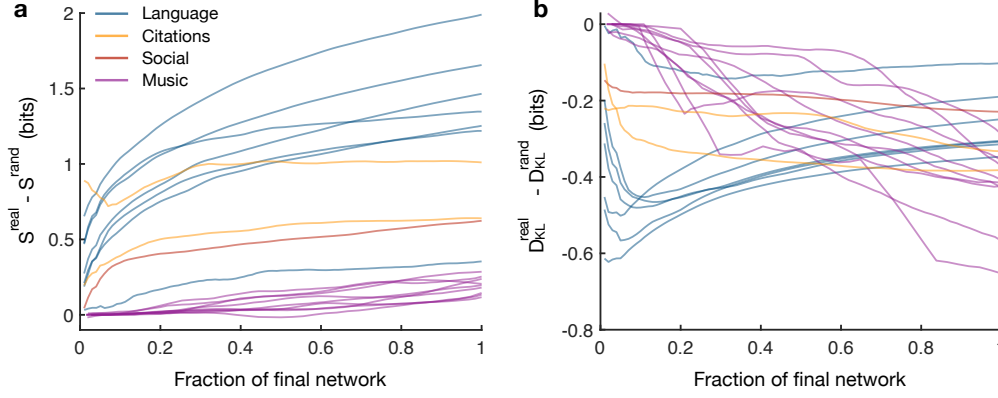 a
Language
Citations
Social
Music
2
1.5
1
0.5
0
S^real - S^rand (bits)
0 0.2 0.4 0.6 0.8 1
Fraction of final network
b
0
-0.2
-0.4
-0.6
-0.8
D_KL^real - D_KL^rand (bits)
0 0.2 0.4 0.6 0.8
Fraction of final network